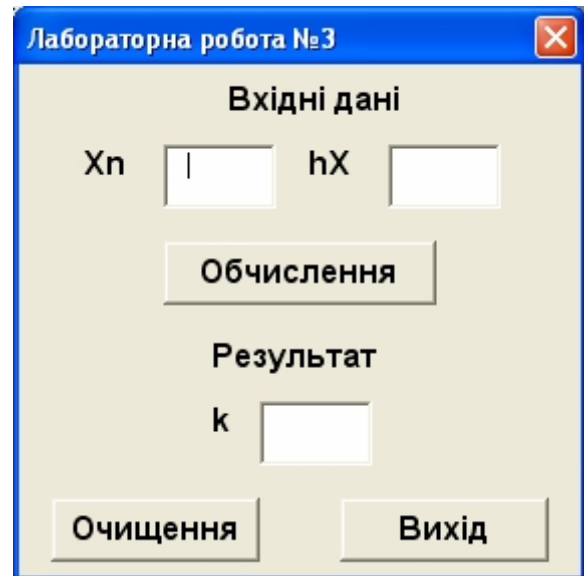 Лабораторна робота №3
Вхідні дані
Xn hX
Обчислення
Результат
k
Очищення Вихід